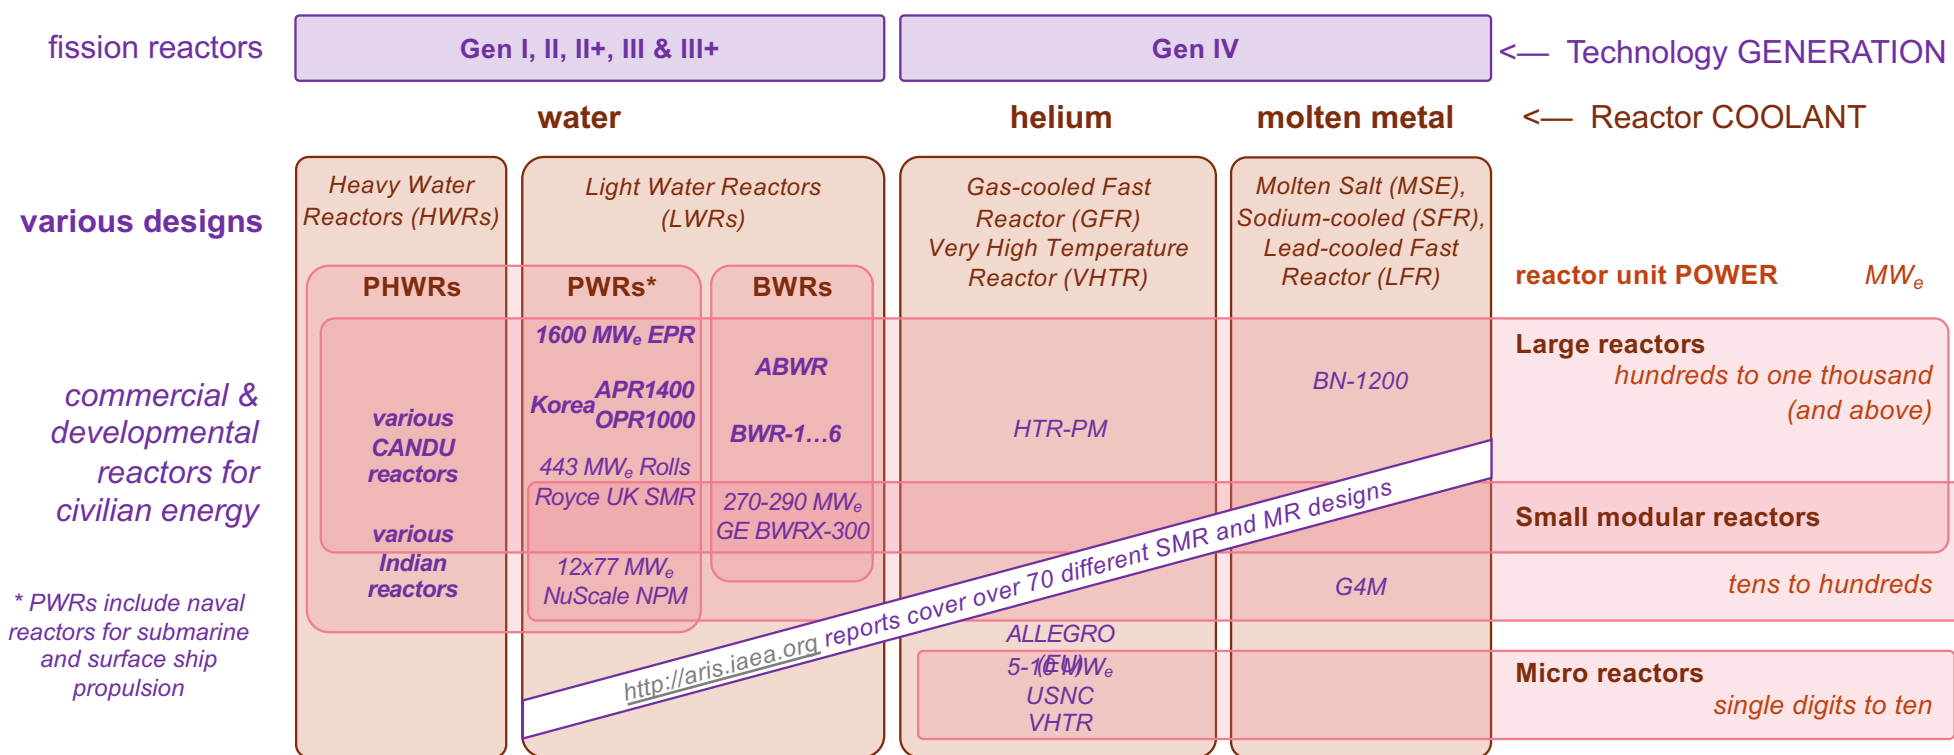 fission reactors
Gen I, II, II+, III & III+
Gen IV
<— Technology GENERATION
water
helium
molten metal
<— Reactor COOLANT
various designs
Heavy Water
Reactors (HWRs)
Light Water Reactors
(LWRs)
Gas-cooled Fast
Reactor (GFR)
Very High Temperature
Reactor (VHTR)
Molten Salt (MSE),
Sodium-cooled (SFR),
Lead-cooled Fast
Reactor (LFR)
reactor unit POWER MWe
PHWRs
PWRs*
BWRs
commercial &
developmental
reactors for
civilian energy
various
CANDU
reactors
various
Indian
reactors
1600 MWe EPR
Korea
APR1400
OPR1000
443 MWe Rolls
Royce UK SMR
12x77 MWe
NuScale NPM
ABWR
BWR-1…6
270-290 MWe
GE BWRX-300
HTR-PM
ALLEGRO
(EU)
5-10 MWe
USNC
VHTR
BN-1200
G4M
Large reactors
hundreds to one thousand
(and above)
Small modular reactors
tens to hundreds
Micro reactors
single digits to ten
http://aris.iaea.org reports cover over 70 different SMR and MR designs
* PWRs include naval
reactors for submarine
and surface ship
propulsion